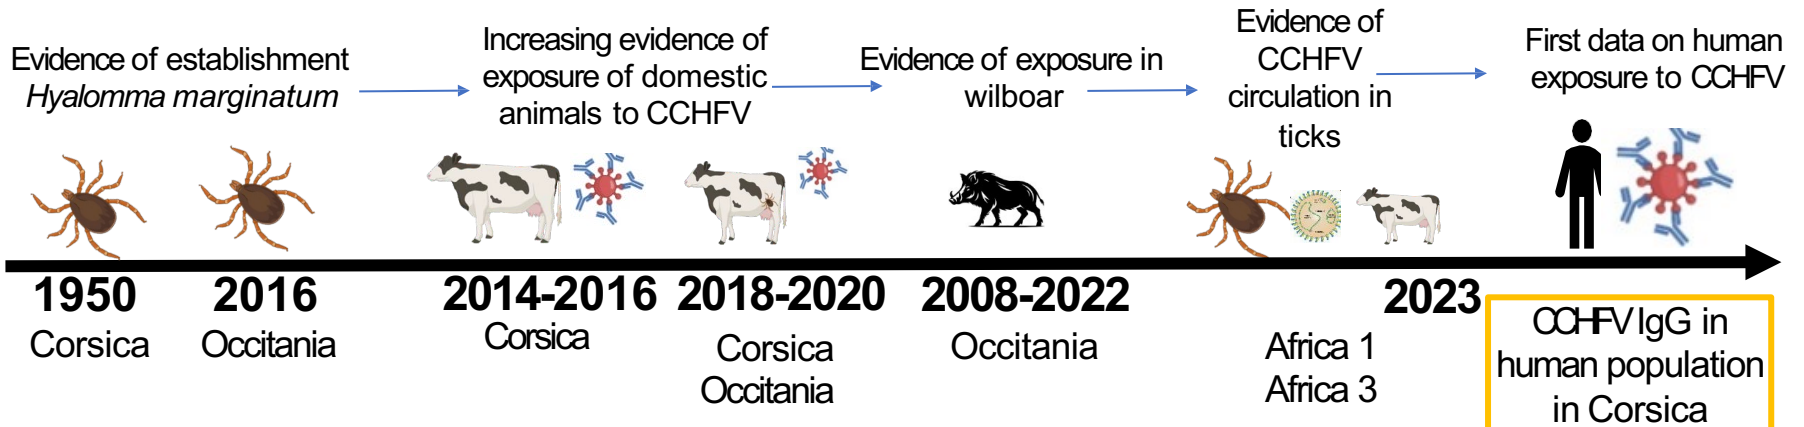 Evidence of establishment
Hyalomma marginatum
Increasing evidence of
exposure of domestic
animals to CCHFV
Evidence of exposure in
wilboar
Evidence of
CCHFV
circulation in
ticks
First data on human
exposure to CCHFV
1950
Corsica
2016
Occitania
2014-2016
Corsica
2018-2020
Corsica
Occitania
2008-2022
Occitania
2023
Africa 1
Africa 3
CCHFV IgG in
human population
in Corsica